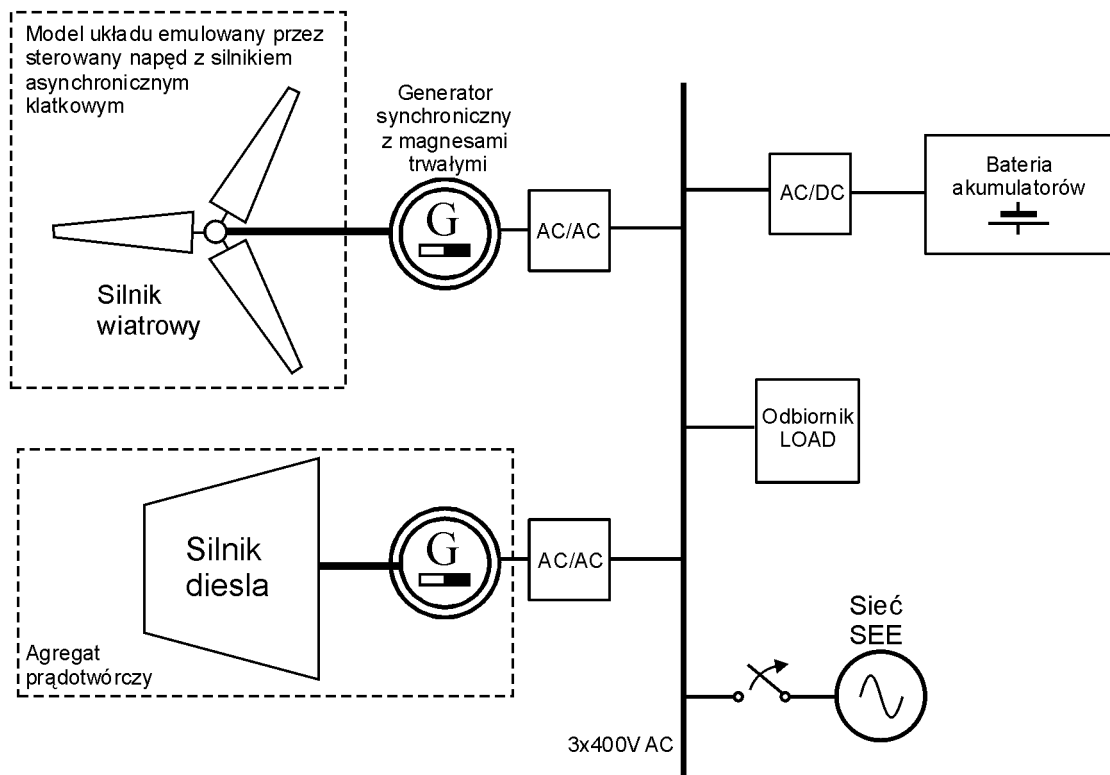 Model układu emulowany przez
sterowany napęd z silnikiem
asynchronicznym
klatkowym
Silnik
wiatrowy
Generator
synchroniczny
z magnesami
trwałymi
G
AC/AC
AC/DC
Bateria
akumulatorów
Odbiornik
LOAD
Silnik
diesla
G
AC/AC
Agregat
prądotwórczy
Sieć
SEE
3x400V AC